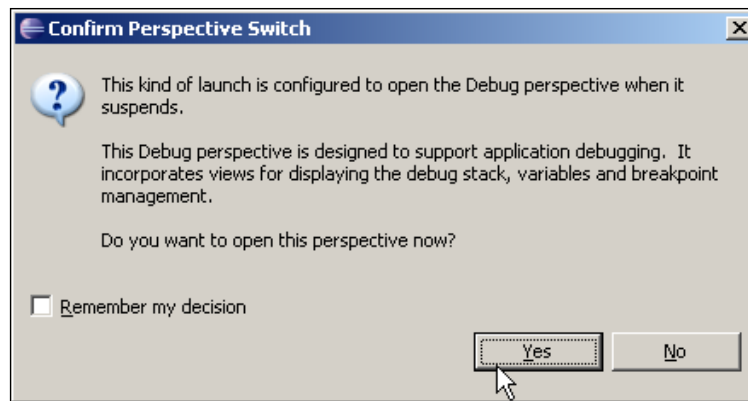 Confirm Perspective Switch
This kind of launch is configured to open the Debug perspective when it
suspends.
This Debug perspective is designed to support application debugging.  It
incorporates views for displaying the debug stack, variables and breakpoint
management.
Do you want to open this perspective now?
Remember my decision
Yes No